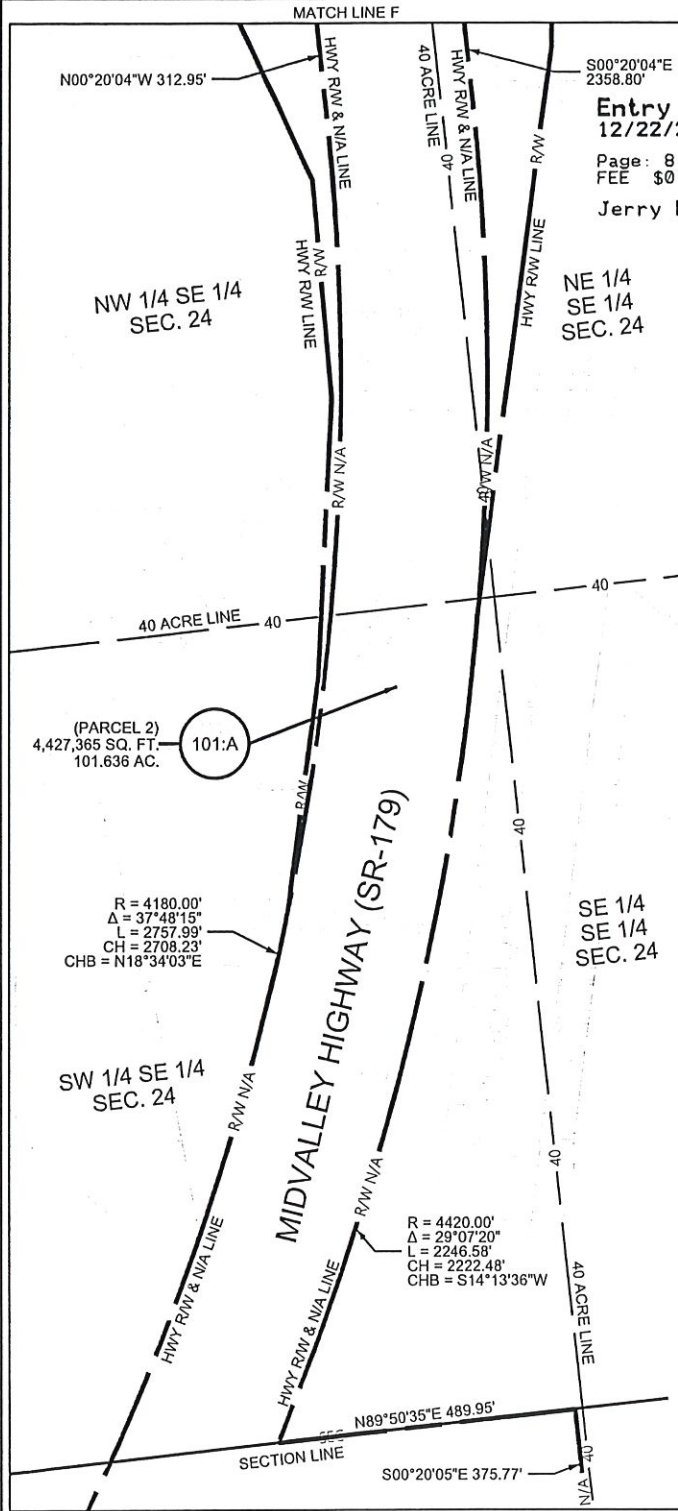 MATCH LINE F
N00°20'04"W 312.95'
HWY R/W & N/A LINE
40 ACRE LINE
40
HWY R/W & N/A LINE
R/W
S00°20'04"E
2358.80'
Entry
12/22/2
Page: 8
FEE $0
Jerry
R/W
HWY R/W LINE
HWY R/W LINE
NW 1/4 SE 1/4
SEC. 24
NE 1/4
SE 1/4
SEC. 24
R/W N/A
R/W N/A
40
40 ACRE LINE
40
40
(PARCEL 2)
4,427,365 SQ. FT.
101.636 AC.
101:A
R/W
40
MIDVALLEY HIGHWAY (SR-179)
R = 4180.00'
Δ = 37°48'15"
L = 2757.99'
CH = 2708.23'
CHB = N18°34'03"E
SE 1/4
SE 1/4
SEC. 24
SW 1/4 SE 1/4
SEC. 24
R/W N/A
R/W N/A
40
R = 4420.00'
Δ = 29°07'20"
L = 2246.58'
CH = 2222.48'
CHB = S14°13'36"W
HWY R/W & N/A LINE
HWY R/W & N/A LINE
40 ACRE LINE
N89°50'35"E 489.95'
SECTION LINE
S00°20'05"E 375.77'
N/A
40